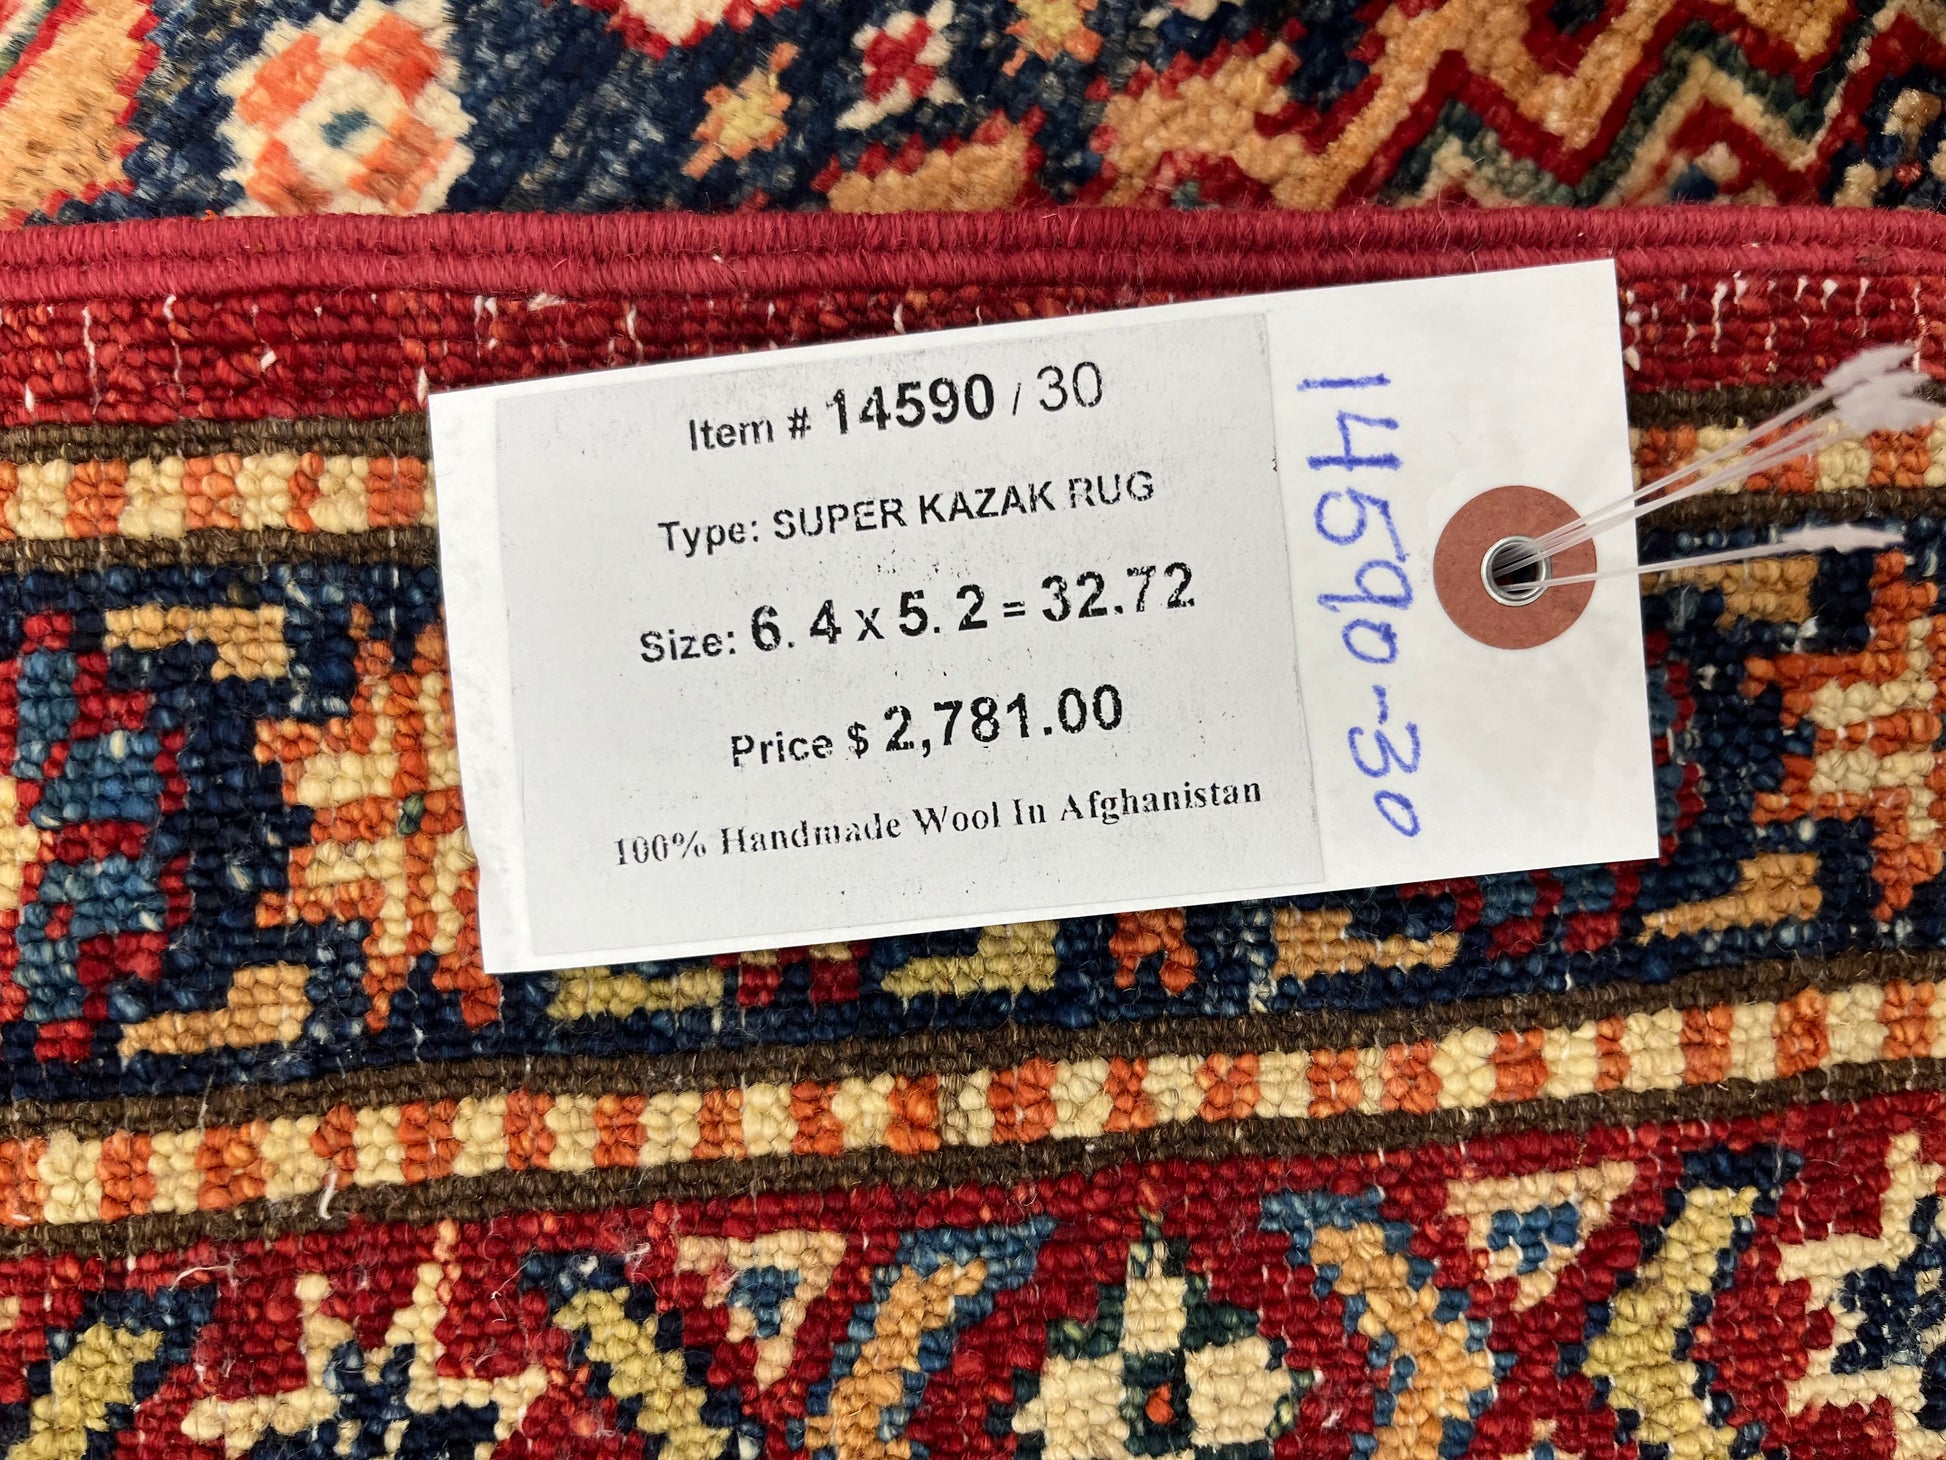 Item # 14590 / 30
Type: SUPER KAZAK RUG
Size: 6. 4 x 5. 2 = 32.72
Price $ 2,781.00
100% Handmade Wool In Afghanistan
14590-30